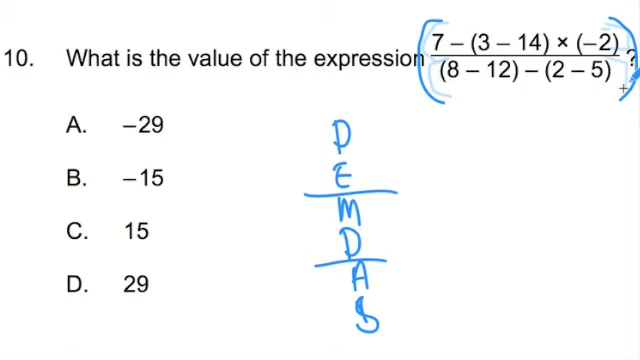 10. What is the value of the expression (7 – (3 – 14) × (–2) / (8 – 12) – (2 – 5))?
A. –29
B. –15
C. 15
D. 29
P
E
M
D
A
S